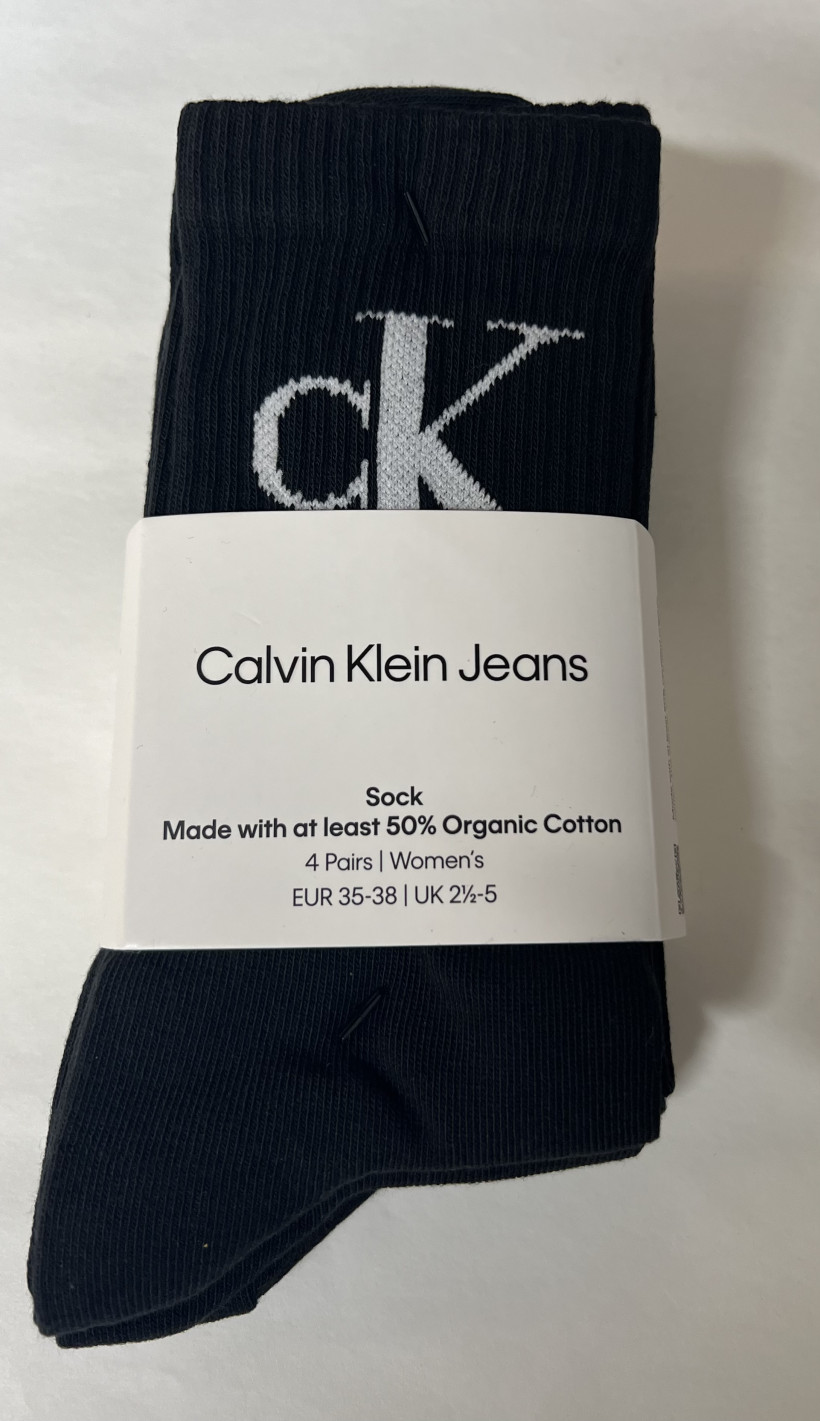 CK
Calvin Klein Jeans
Sock
Made with at least 50% Organic Cotton
4 Pairs | Women's
EUR 35-38 | UK 2½-5